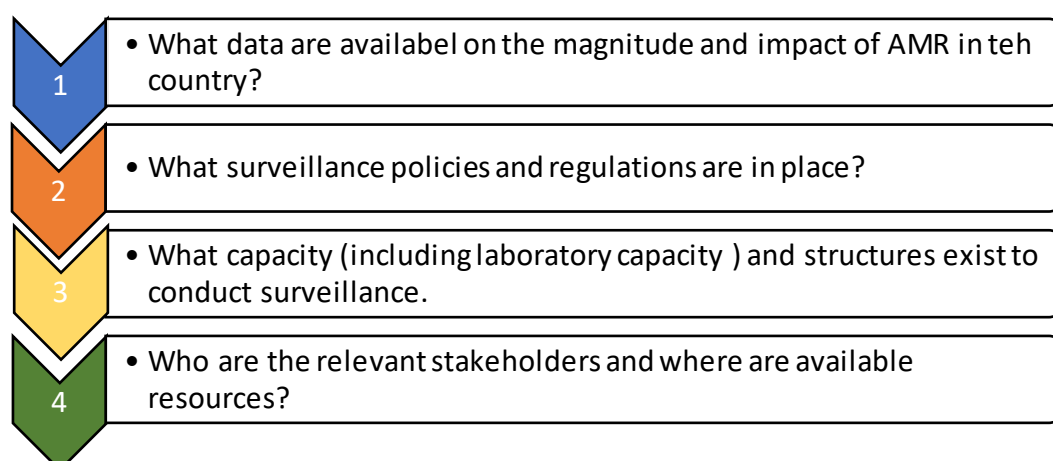 1
• What data are availabel on the magnitude and impact of AMR in teh
country?
2
• What surveillance policies and regulations are in place?
3
• What capacity (including laboratory capacity ) and structures exist to
conduct surveillance.
4
• Who are the relevant stakeholders and where are available
resources?